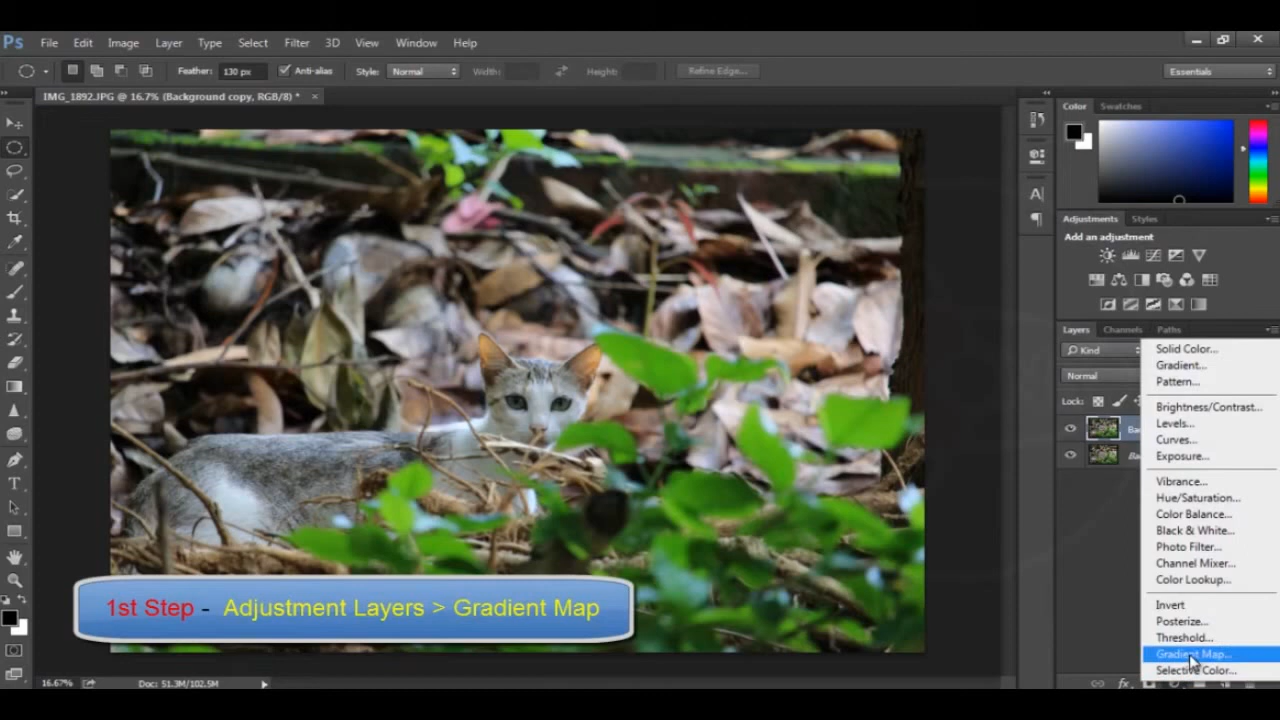 Ps File Edit Image Layer Type Select Filter 3D View Window Help
Feather: 130 px Anti-alias Style: Normal Width: Height: Refine Edge... Essentials
IMG_1892.JPG @ 16.7% (Background copy, RGB/8) * ×
Color Swatches
Adjustments Styles
Add an adjustment
Layers Channels Paths
Kind
Normal
Lock:
Solid Color...
Gradient...
Pattern...
Brightness/Contrast...
Levels...
Curves...
Exposure...
Vibrance...
Hue/Saturation...
Color Balance...
Black & White...
Photo Filter...
Channel Mixer...
Color Lookup...
Invert
Posterize...
Threshold...
Gradient Map...
Selective Color...
1st Step - Adjustment Layers > Gradient Map
16.67% Doc: 51.3M/102.5M